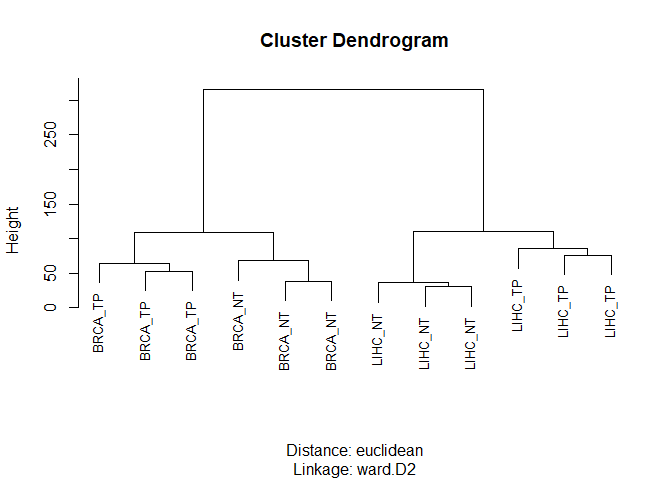 Cluster Dendrogram
Height
250
150
50
0
BRCA_TP
BRCA_TP
BRCA_TP
BRCA_NT
BRCA_NT
BRCA_NT
LIHC_NT
LIHC_NT
LIHC_NT
LIHC_TP
LIHC_TP
LIHC_TP
Distance: euclidean
Linkage: ward.D2